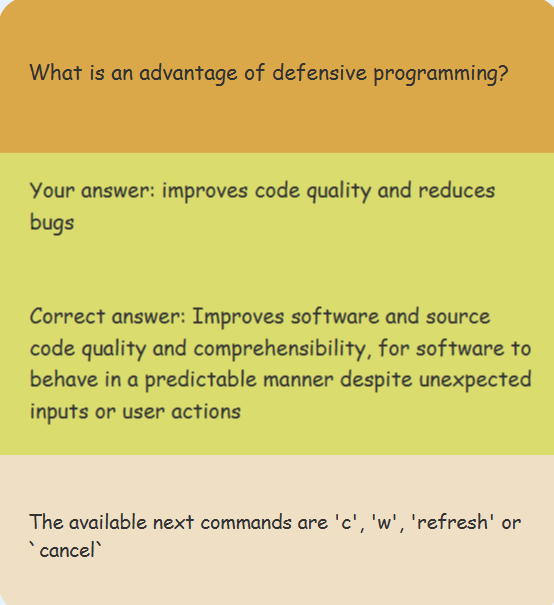 What is an advantage of defensive programming?
Your answer: improves code quality and reduces
bugs
Correct answer: Improves software and source
code quality and comprehensibility, for software to
behave in a predictable manner despite unexpected
inputs or user actions
The available next commands are 'c', 'w', 'refresh' or
`cancel`